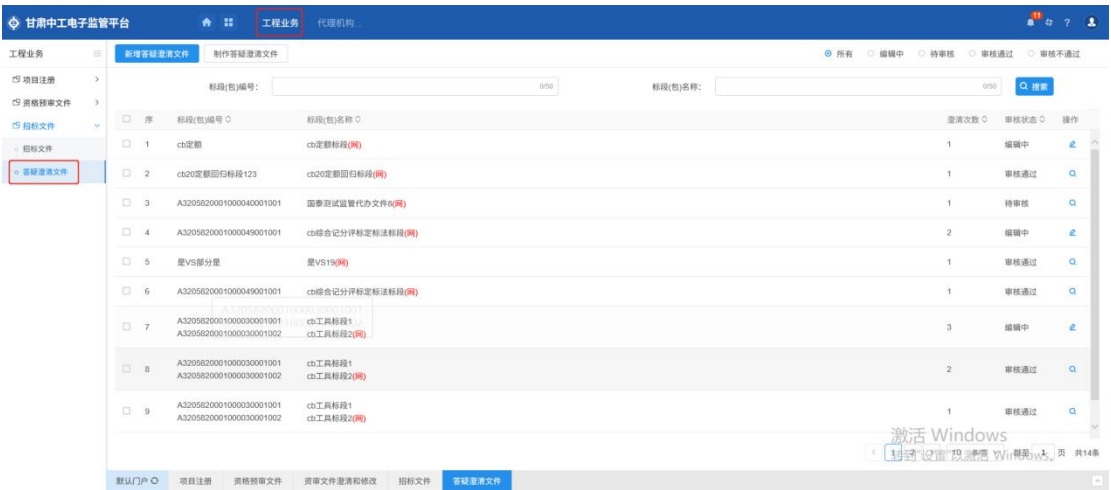 甘肃中工电子监管平台
工程业务 代理机构...
11
工程业务
新增答疑澄清文件 制作答疑澄清文件
所有 编辑中 待审核 审核通过 审核不通过
项目注册
标段(包)编号： 0/50 标段(包)名称： 0/50 搜索
资格预审文件
招标文件
招标文件
答疑澄清文件
序 标段(包)编号 标段(包)名称 澄清次数 审核状态 操作
1 cb定额 cb定额标段(网) 1 编辑中
2 cb20定额回归标段123 cb20定额回归标段(网) 1 审核通过
3 A3205820001000040001001 国泰测试监管代办文件8(网) 1 待审核
4 A3205820001000049001001 cb综合记分评标定标法标段(网) 2 编辑中
5 是VS部分是 是VS19(网) 1 审核通过
6 A3205820001000049001001 cb综合记分评标定标法标段(网) 1 审核通过
7 A3205820001000030001001 cb工具标段1
A3205820001000030001002 cb工具标段2(网) 3 编辑中
8 A3205820001000030001001 cb工具标段1
A3205820001000030001002 cb工具标段2(网) 2 审核通过
9 A3205820001000030001001 cb工具标段1
A3205820001000030001002 cb工具标段2(网) 1 审核通过
激活 Windows
转到"设置"以激活 Windows。
1 2 10 条/页 跳至 1 页 共14条
默认门户 项目注册 资格预审文件 资审文件澄清和修改 招标文件 答疑澄清文件